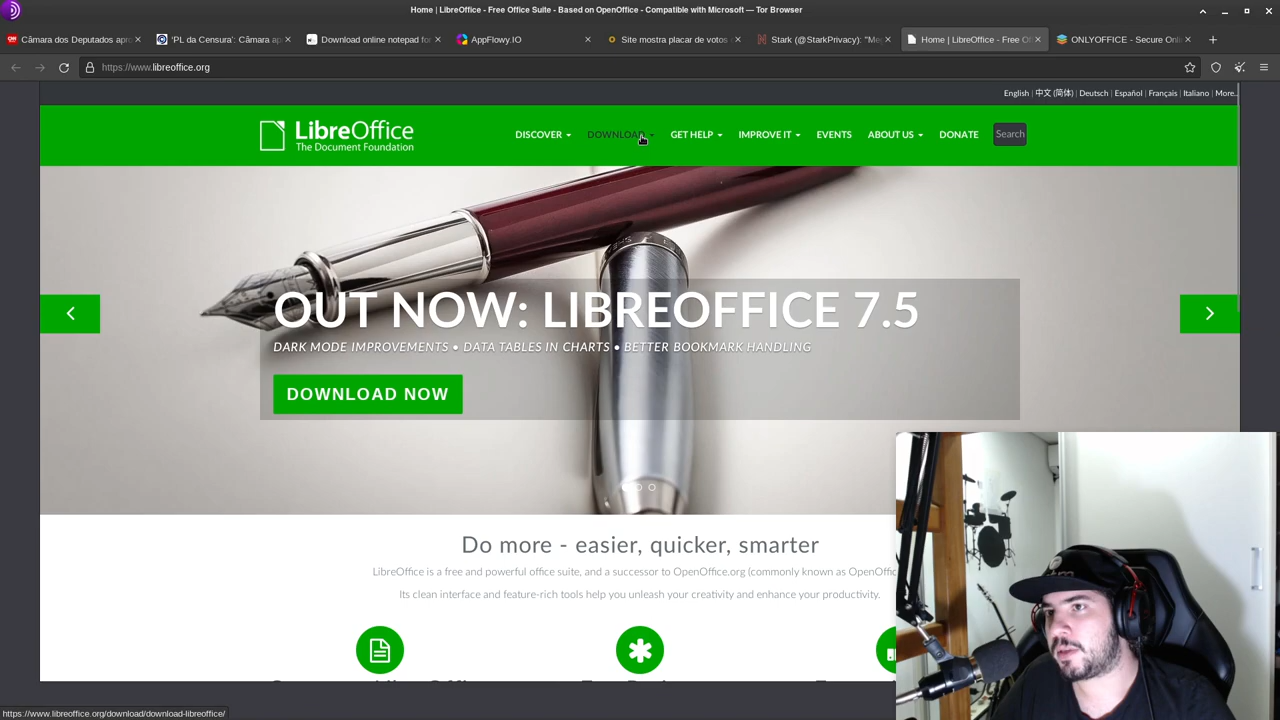 Home | LibreOffice - Free Office Suite - Based on OpenOffice - Compatible with Microsoft — Tor Browser
Câmara dos Deputados apr
'PL da Censura': Câmara ap
Download online notepad fo
AppFlowy.IO
Site mostra placar de votos
Stark (@StarkPrivacy): "Me
Home | LibreOffice - Free Of
ONLYOFFICE - Secure Onl
https://www.libreoffice.org
English | 中文 (简体) | Deutsch | Español | Français | Italiano | More...
LibreOffice
The Document Foundation
DISCOVER DOWNLOAD GET HELP IMPROVE IT EVENTS ABOUT US DONATE Search
OUT NOW: LIBREOFFICE 7.5
DARK MODE IMPROVEMENTS • DATA TABLES IN CHARTS • BETTER BOOKMARK HANDLING
DOWNLOAD NOW
Do more - easier, quicker, smarter
LibreOffice is a free and powerful office suite, and a successor to OpenOffice.org (commonly known as OpenOffic
Its clean interface and feature-rich tools help you unleash your creativity and enhance your productivity.
https://www.libreoffice.org/download/download-libreoffice/